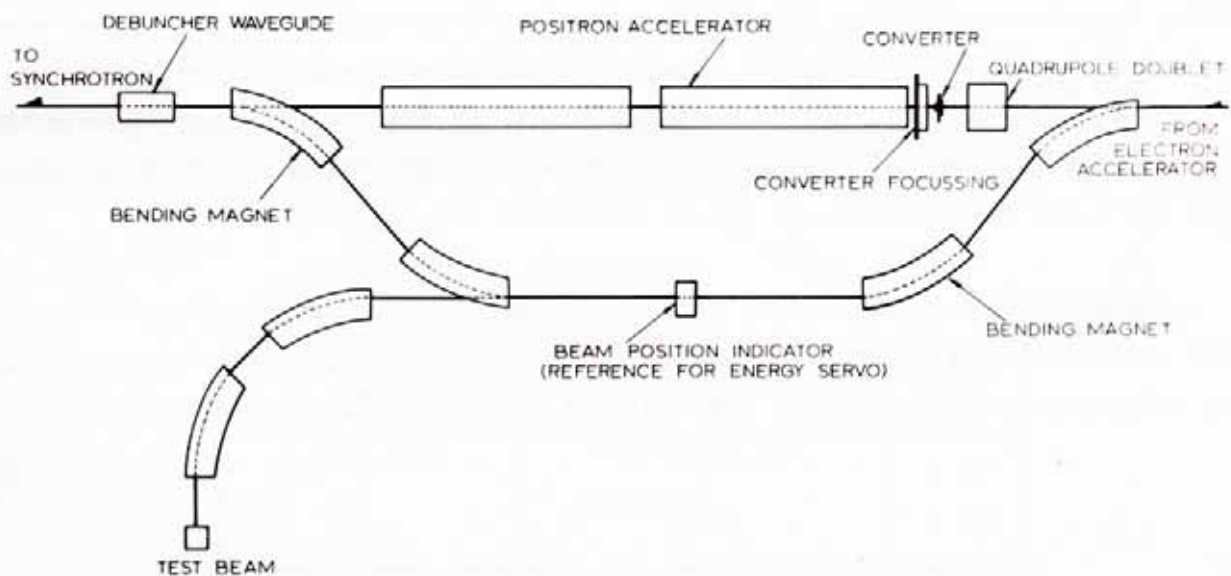 DEBUNCHER WAVEGUIDE
POSITRON ACCELERATOR
CONVERTER
TO
SYNCHROTRON
QUADRUPOLE DOUBLET
FROM
ELECTRON
ACCELERATOR
CONVERTER FOCUSSING
BENDING MAGNET
BENDING MAGNET
BEAM POSITION INDICATOR
(REFERENCE FOR ENERGY SERVO)
TEST BEAM